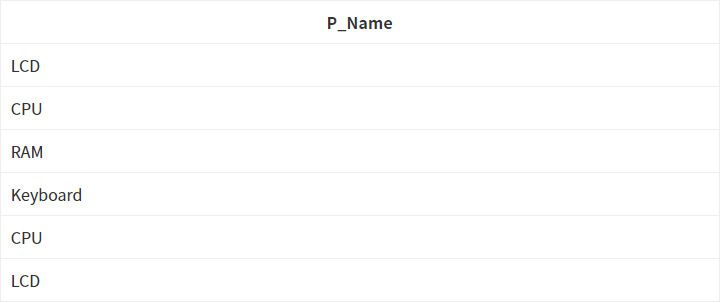 P_Name
LCD
CPU
RAM
Keyboard
CPU
LCD